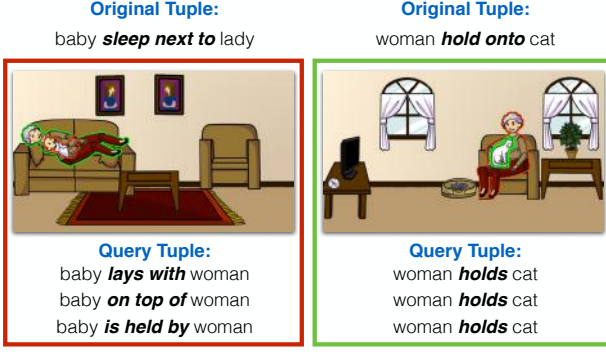 Original Tuple:
baby sleep next to lady
Query Tuple:
baby lays with woman
baby on top of woman
baby is held by woman
Original Tuple:
woman hold onto cat
Query Tuple:
woman holds cat
woman holds cat
woman holds cat